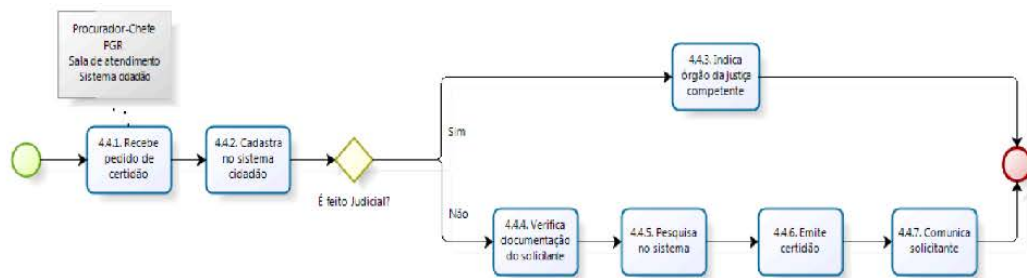 Procurador-Chefe
PGR
Sala de atendimento
Sistema cidadão
4.4.1. Recebe
pedido de
certidão
4.4.2. Cadastra
no sistema
cidadão
É feito Judicial?
Sim
4.4.3. Indica
órgão da justiça
competente
Não
4.4.4. Verifica
documentação
do solicitante
4.4.5. Pesquisa
no sistema
4.4.6. Emite
certidão
4.4.7. Comunica
solicitante